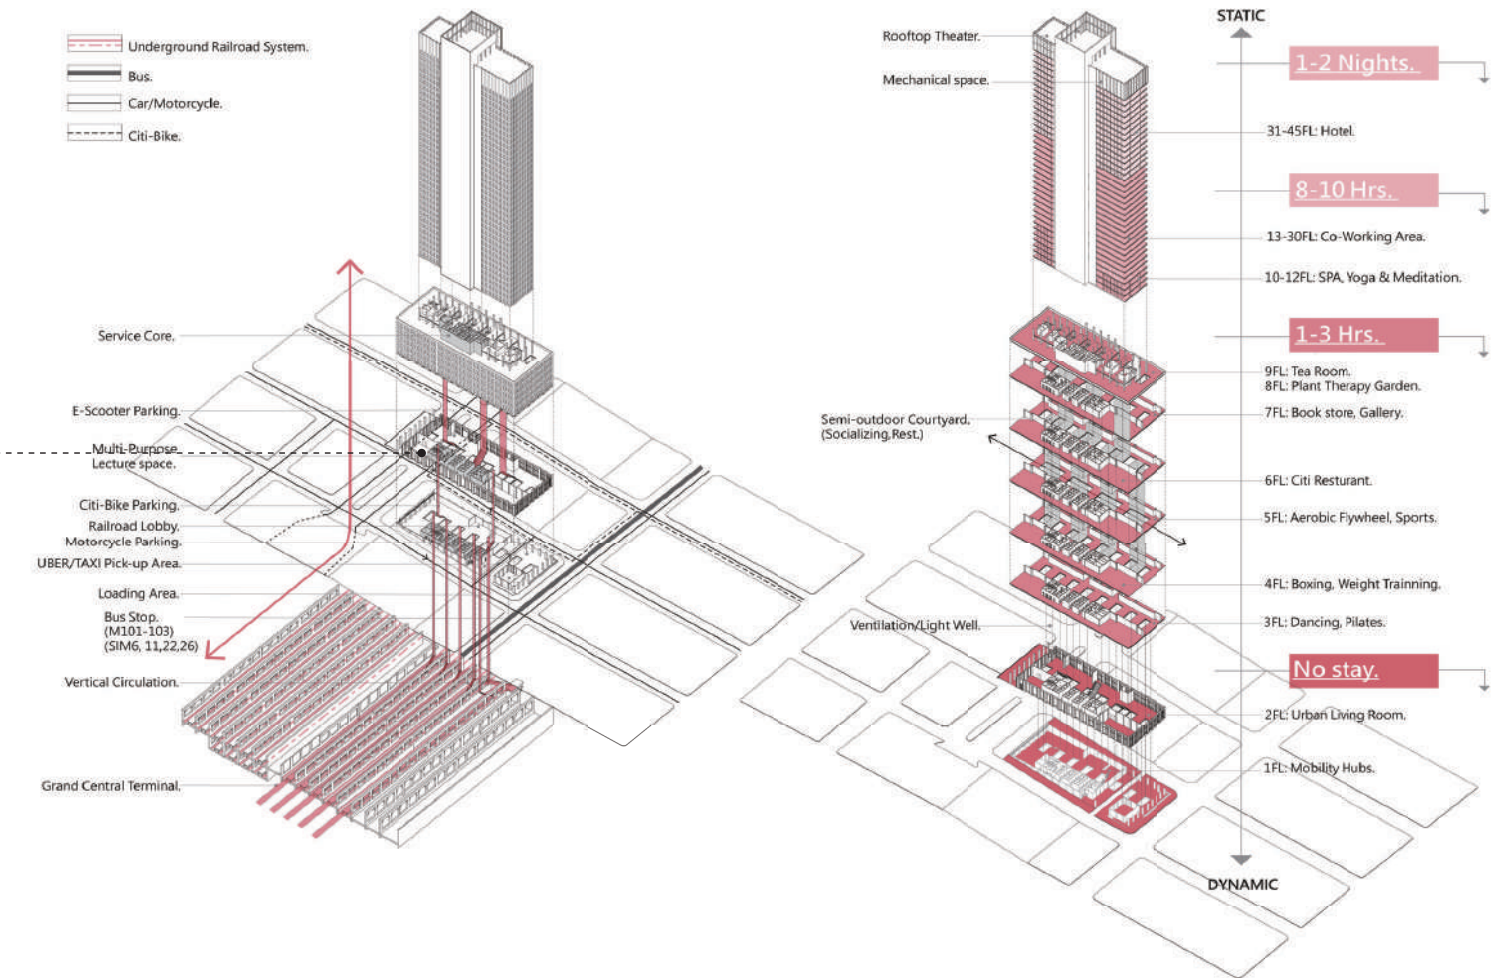 Underground Railroad System.
Bus.
Car/Motorcycle.
Citi-Bike.
Service Core.
E-Scooter Parking.
Multi-Purpose
Lecture space.
Citi-Bike Parking.
Railroad Lobby.
Motorcycle Parking.
UBER/TAXI Pick-up Area.
Loading Area.
Bus Stop.
(M101-103)
(SIM6, 11,22,26)
Vertical Circulation.
Grand Central Terminal.
Rooftop Theater.
Mechanical space.
Semi-outdoor Courtyard.
(Socializing,Rest.)
Ventilation/Light Well.
STATIC
1-2 Nights.
31-45FL: Hotel.
8-10 Hrs.
13-30FL: Co-Working Area.
10-12FL: SPA, Yoga & Meditation.
1-3 Hrs.
9FL: Tea Room.
8FL: Plant Therapy Garden.
7FL: Book store, Gallery.
6FL: Citi Resturant.
5FL: Aerobic Flywheel, Sports.
4FL: Boxing, Weight Trainning.
3FL: Dancing, Pilates.
No stay.
2FL: Urban Living Room.
1FL: Mobility Hubs.
DYNAMIC